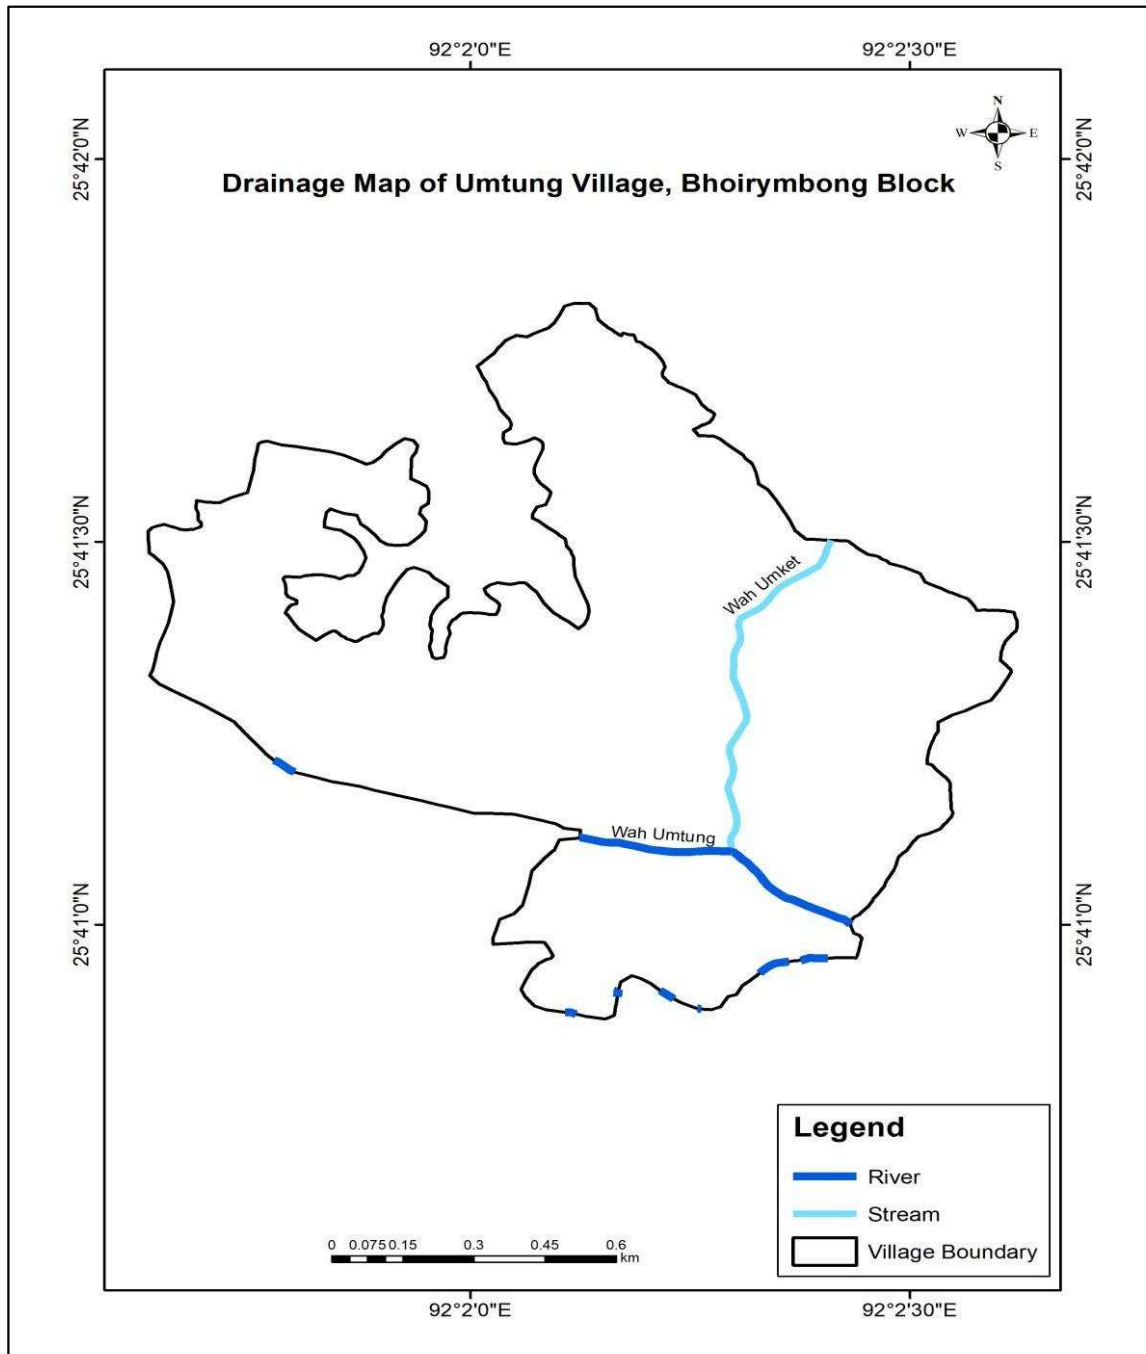 92°2'0"E
92°2'30"E
N
W E
S
25°42'0"N
25°42'0"N
Drainage Map of Umtung Village, Bhoirymbong Block
25°41'30"N
25°41'30"N
Wah Umket
Wah Umtung
25°41'0"N
25°41'0"N
Legend
River
Stream
Village Boundary
0 0.075 0.15 0.3 0.45 0.6
km
92°2'0"E
92°2'30"E